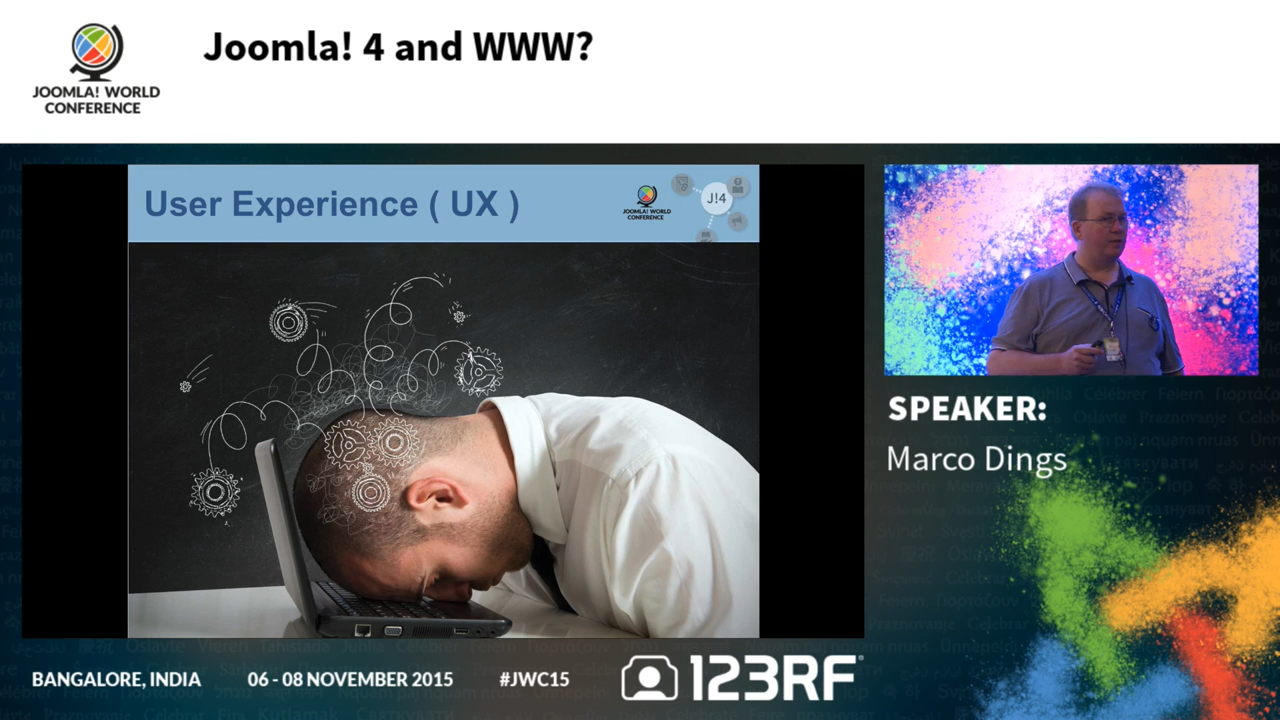 Joomla! 4 and WWW?
JOOMLA! WORLD
CONFERENCE
User Experience ( UX )
JOOMLA! WORLD
CONFERENCE
J!4
SPEAKER:
Marco Dings
BANGALORE, INDIA
06 - 08 NOVEMBER 2015
#JWC15
123RF